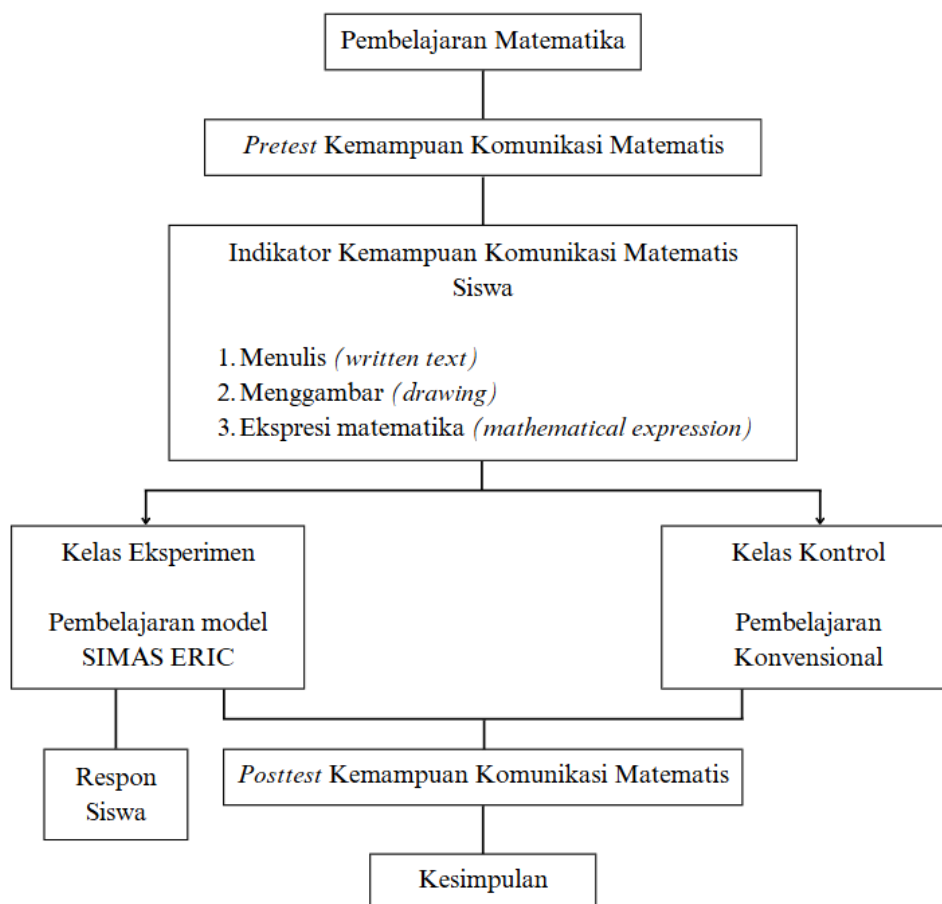 Pembelajaran Matematika
Pretest Kemampuan Komunikasi Matematis
Indikator Kemampuan Komunikasi Matematis
Siswa
1. Menulis (written text)
2. Menggambar (drawing)
3. Ekspresi matematika (mathematical expression)
Kelas Eksperimen
Pembelajaran model
SIMAS ERIC
Kelas Kontrol
Pembelajaran
Konvensional
Respon
Siswa
Posttest Kemampuan Komunikasi Matematis
Kesimpulan